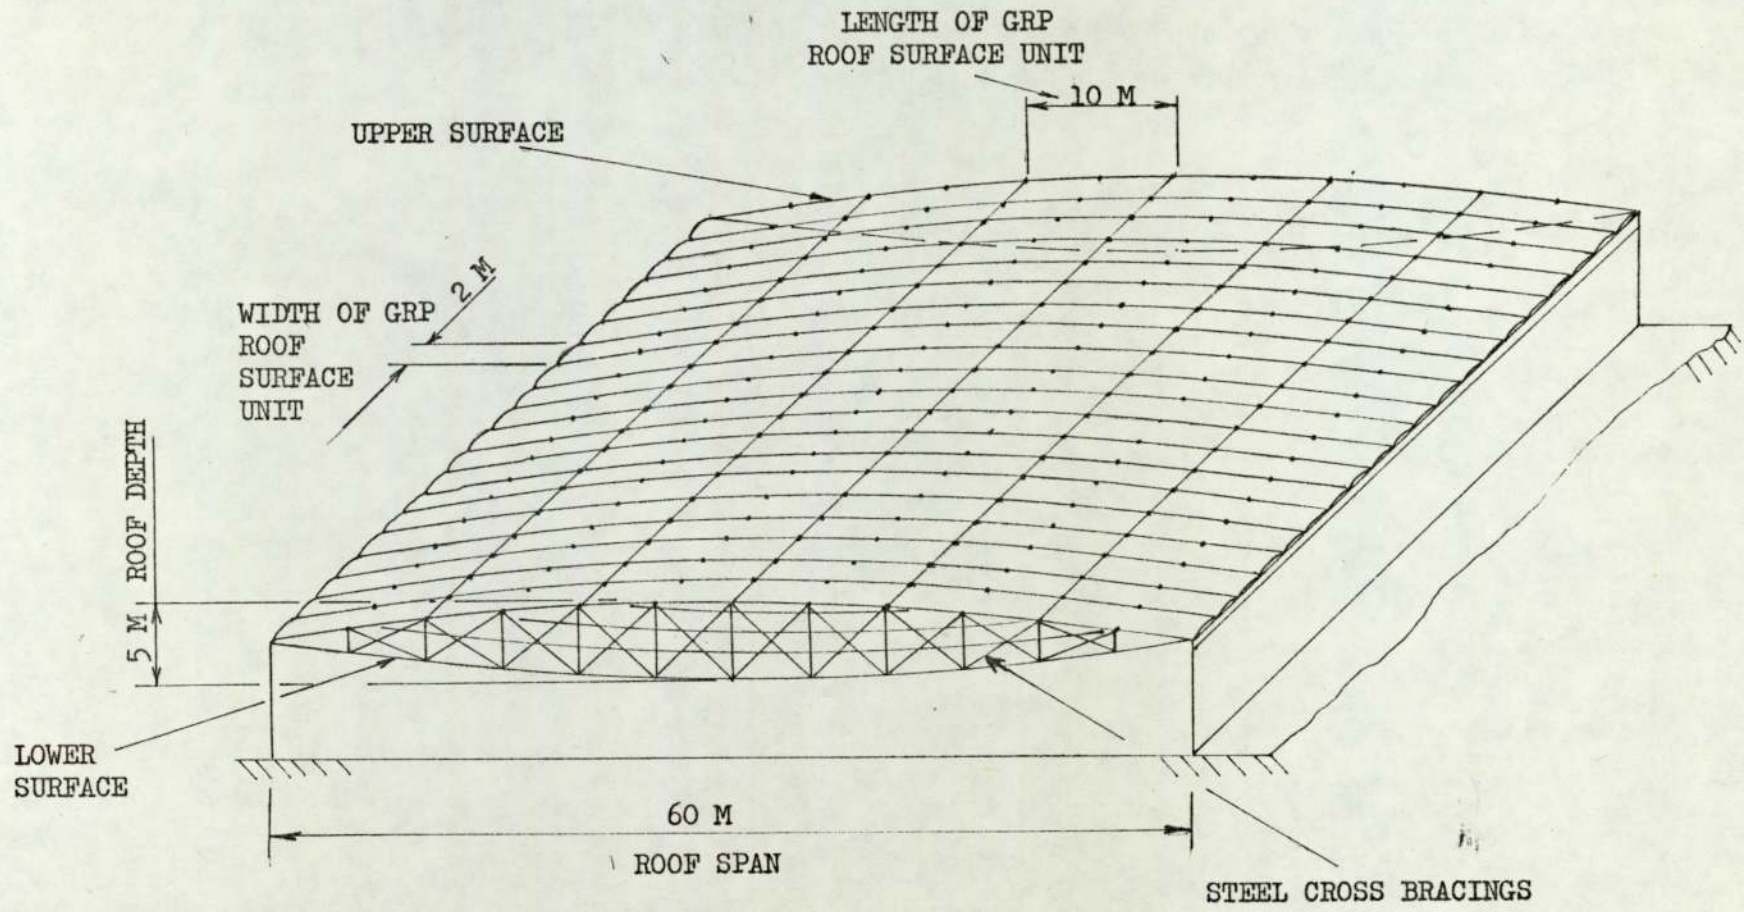 LENGTH OF GRP
ROOF SURFACE UNIT
10 M
UPPER SURFACE
2 M
WIDTH OF GRP
ROOF
SURFACE
UNIT
5 M ROOF DEPTH
LOWER
SURFACE
60 M
ROOF SPAN
STEEL CROSS BRACINGS